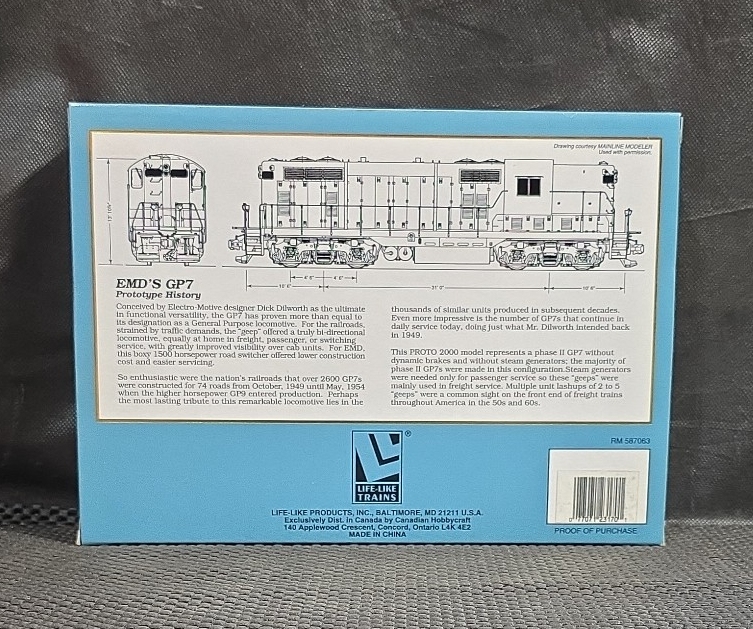 Drawing courtesy MAINLINE MODELER
Used with permission.
EMD'S GP7
Prototype History
Conceived by Electro-Motive designer Dick Dilworth as the ultimate
in functional versatility, the GP7 has proven more than equal to
its designation as a General Purpose locomotive. For the railroads,
strained by traffic demands, the "geep" offered a truly bi-directional
locomotive, equally at home in freight, passenger, or switching
service, with greatly improved visibility over cab units. For EMD,
this boxy 1500 horsepower road switcher offered lower construction
cost and easier servicing.
So enthusiastic were the nation's railroads that over 2600 GP7s
were constructed for 74 roads from October, 1949 until May, 1954
when the higher horsepower GP9 entered production. Perhaps
the most lasting tribute to this remarkable locomotive lies in the
thousands of similar units produced in subsequent decades.
Even more impressive is the number of GP7s that continue in
daily service today, doing just what Mr. Dilworth intended back
in 1949.
This PROTO 2000 model represents a phase II GP7 without
dynamic brakes and without steam generators; the majority of
phase II GP7s were made in this configuration.Steam generators
were needed only for passenger service so these "geeps" were
mainly used in freight service. Multiple unit lashups of 2 to 5
"geeps" were a common sight on the front end of freight trains
throughout America in the 50s and 60s.
RM 587063
®
LIFE-LIKE
TRAINS
LIFE-LIKE PRODUCTS, INC., BALTIMORE, MD 21211 U.S.A.
Exclusively Dist. in Canada by Canadian Hobbycraft
140 Applewood Crescent, Concord, Ontario L4K 4E2
MADE IN CHINA
PROOF OF PURCHASE